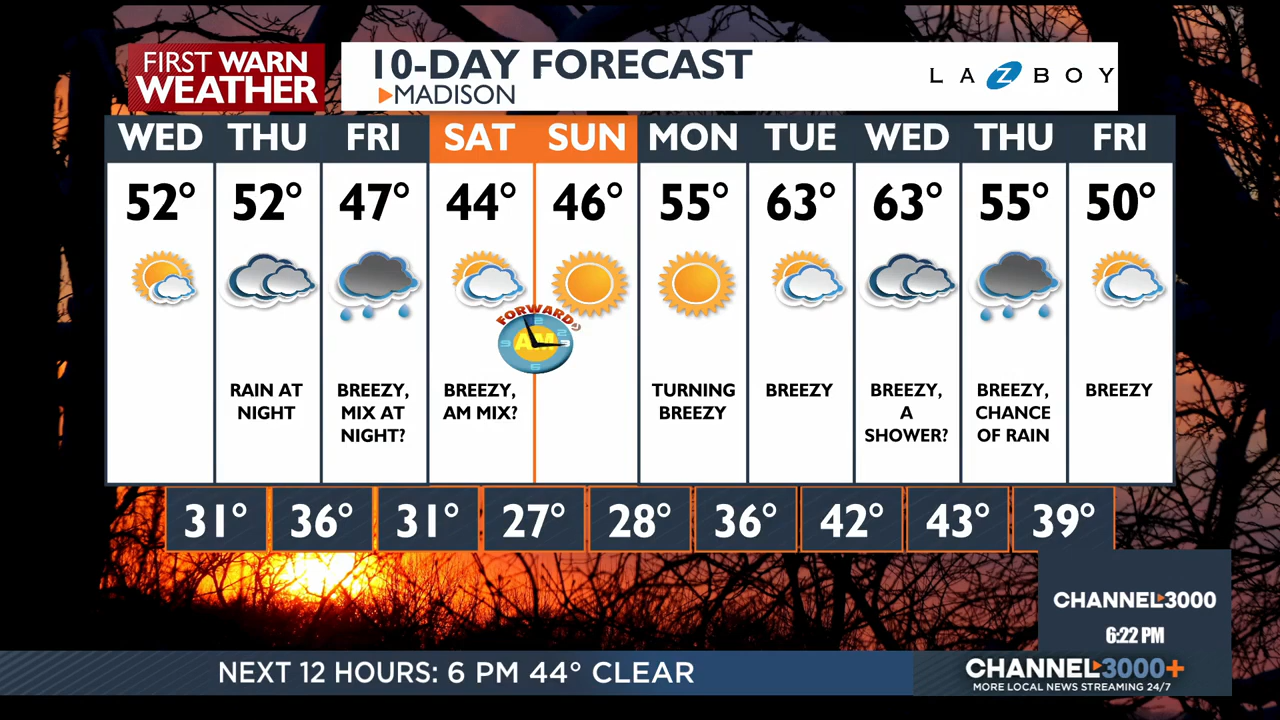 FIRST WARN
WEATHER
10-DAY FORECAST
MADISON
LA Z BOY
WED THU FRI SAT SUN MON TUE WED THU FRI
52° 52° 47° 44° 46° 55° 63° 63° 55° 50°
FORWARD
AM
RAIN AT
NIGHT
BREEZY,
MIX AT
NIGHT?
BREEZY,
AM MIX?
TURNING
BREEZY
BREEZY
BREEZY,
A
SHOWER?
BREEZY,
CHANCE
OF RAIN
BREEZY
31° 36° 31° 27° 28° 36° 42° 43° 39°
CHANNEL3000
6:22 PM
NEXT 12 HOURS: 6 PM 44° CLEAR
CHANNEL3000+
MORE LOCAL NEWS STREAMING 24/7